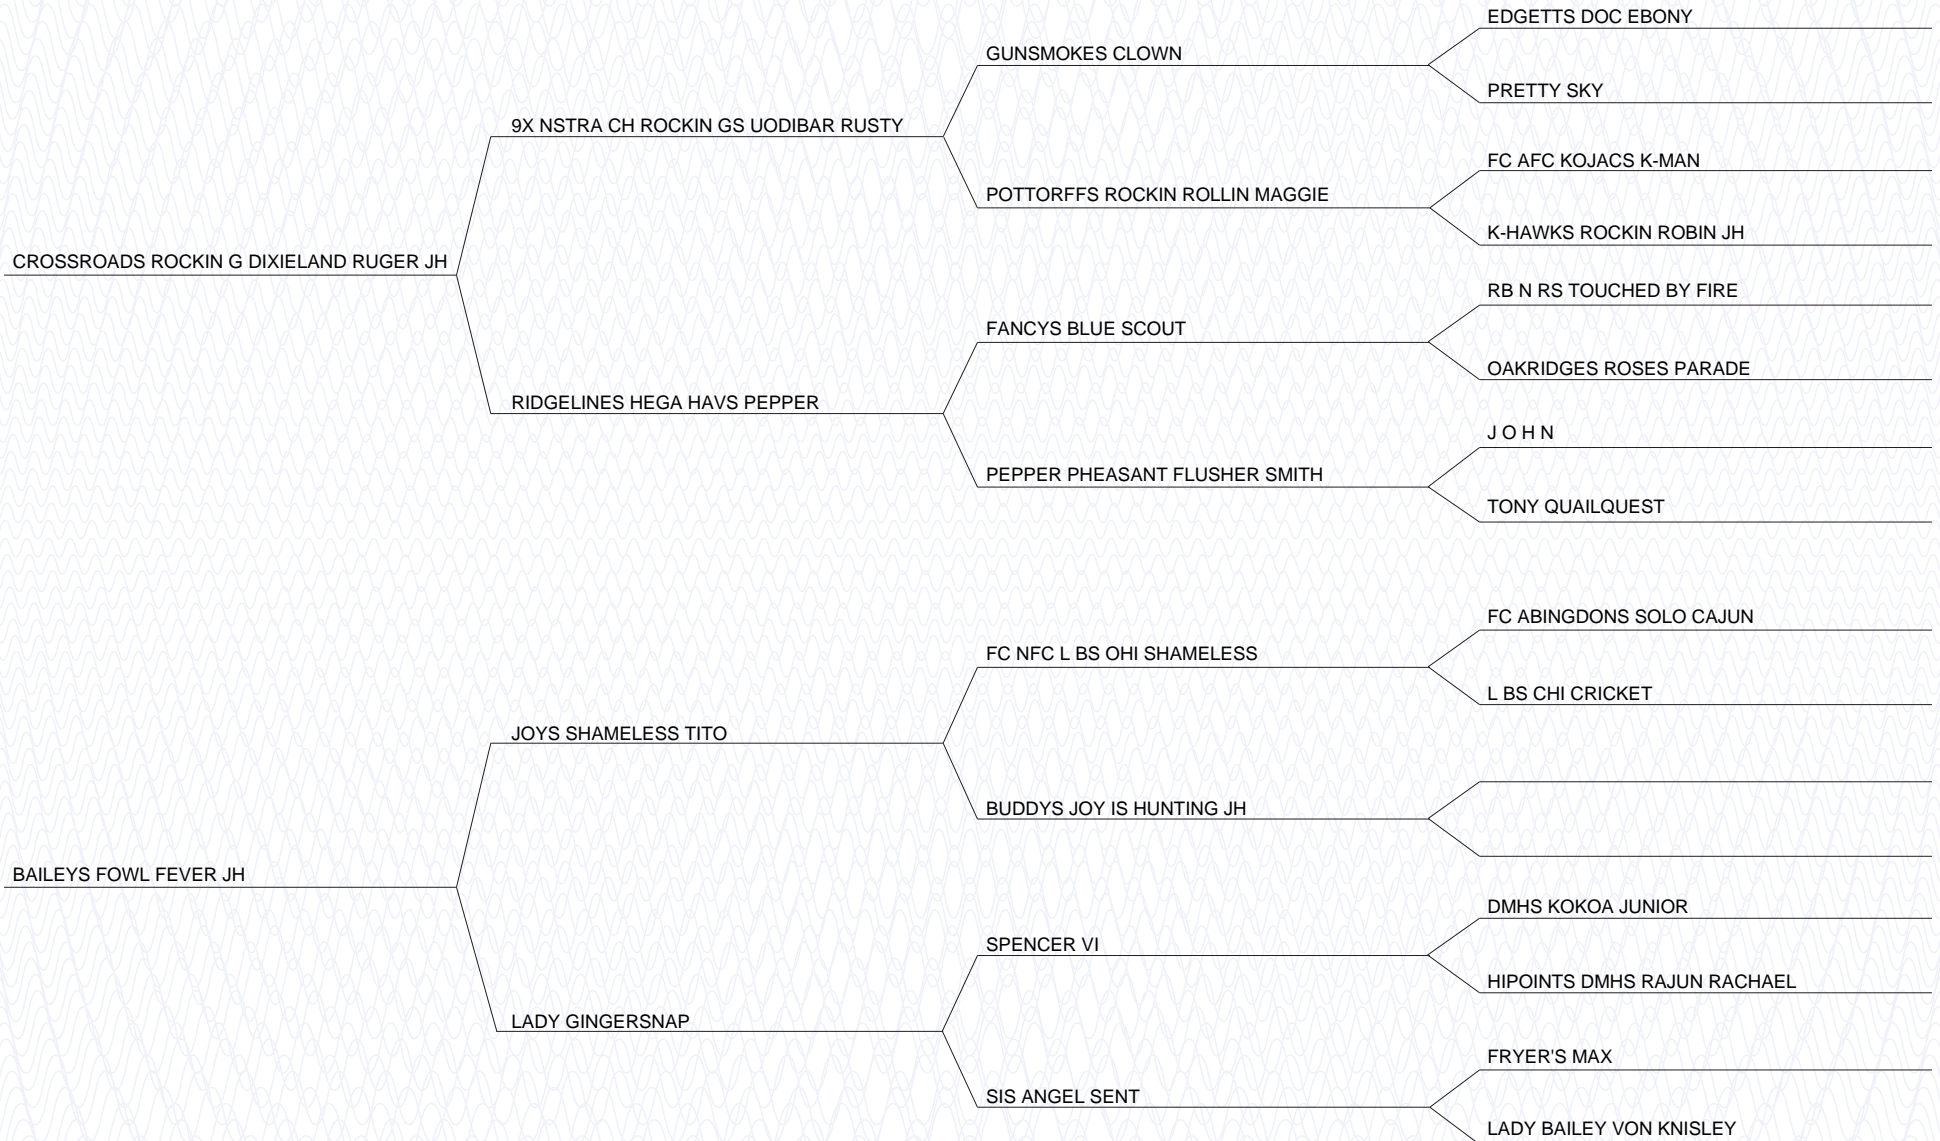 EDGETTS DOC EBONY
GUNSMOKES CLOWN
PRETTY SKY
9X NSTRA CH ROCKIN GS UODIBAR RUSTY
FC AFC KOJACS K-MAN
POTTORFFS ROCKIN ROLLIN MAGGIE
K-HAWKS ROCKIN ROBIN JH
CROSSROADS ROCKIN G DIXIELAND RUGER JH
RB N RS TOUCHED BY FIRE
FANCYS BLUE SCOUT
OAKRIDGES ROSES PARADE
RIDGELINES HEGA HAVS PEPPER
J O H N
PEPPER PHEASANT FLUSHER SMITH
TONY QUAILQUEST
FC ABINGDONS SOLO CAJUN
FC NFC L BS OHI SHAMELESS
L BS CHI CRICKET
JOYS SHAMELESS TITO
BUDDYS JOY IS HUNTING JH
BAILEYS FOWL FEVER JH
DMHS KOKOA JUNIOR
SPENCER VI
HIPOINTS DMHS RAJUN RACHAEL
LADY GINGERSNAP
FRYER'S MAX
SIS ANGEL SENT
LADY BAILEY VON KNISLEY